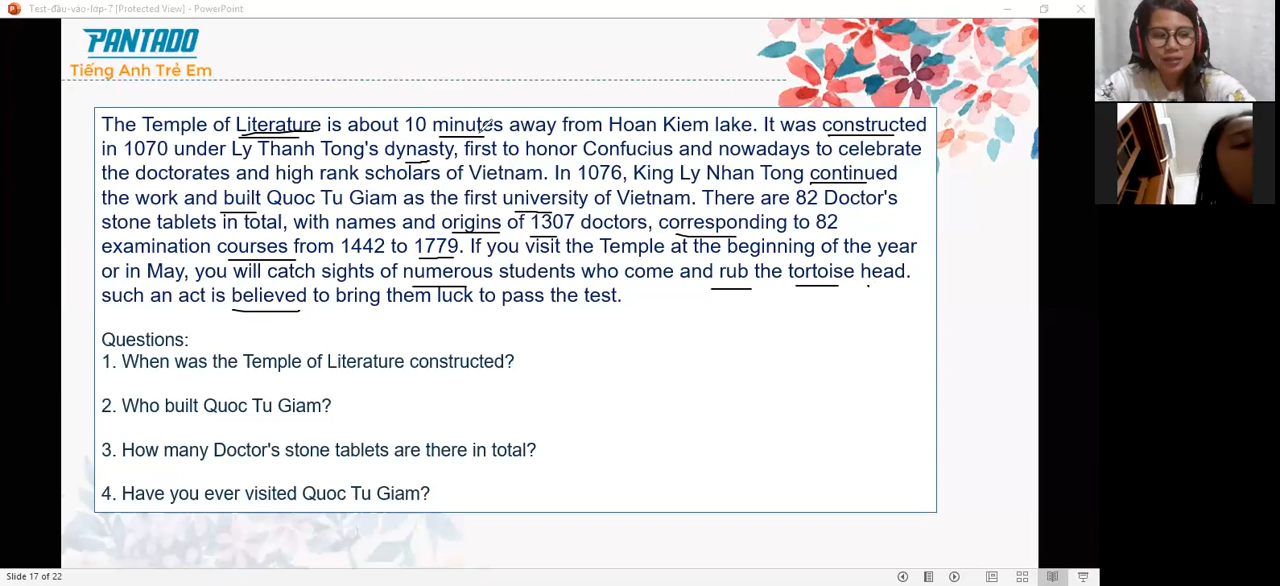 Test-đầu-vào-lớp-7 [Protected View] - PowerPoint
PANTADO
Tiếng Anh Trẻ Em
The Temple of Literature is about 10 minutes away from Hoan Kiem lake. It was constructed
in 1070 under Ly Thanh Tong's dynasty, first to honor Confucius and nowadays to celebrate
the doctorates and high rank scholars of Vietnam. In 1076, King Ly Nhan Tong continued
the work and built Quoc Tu Giam as the first university of Vietnam. There are 82 Doctor's
stone tablets in total, with names and origins of 1307 doctors, corresponding to 82
examination courses from 1442 to 1779. If you visit the Temple at the beginning of the year
or in May, you will catch sights of numerous students who come and rub the tortoise head.
such an act is believed to bring them luck to pass the test.
Questions:
1. When was the Temple of Literature constructed?
2. Who built Quoc Tu Giam?
3. How many Doctor's stone tablets are there in total?
4. Have you ever visited Quoc Tu Giam?
Slide 17 of 22